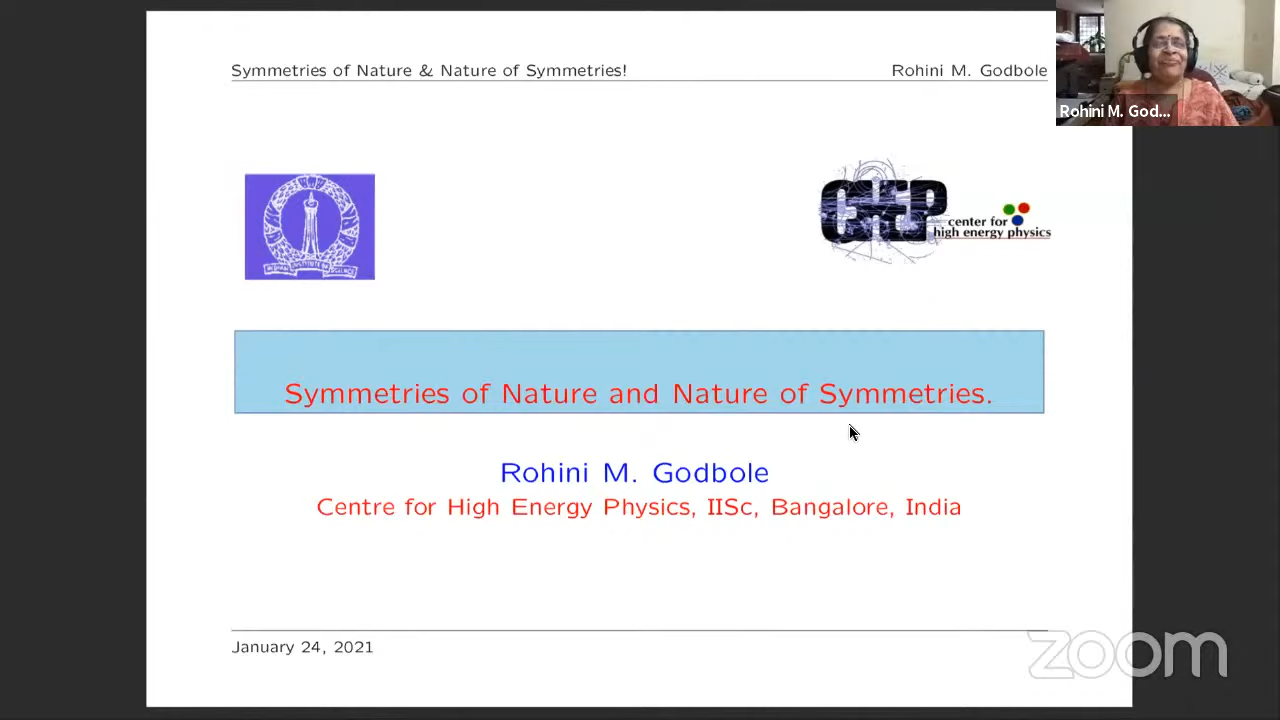 Symmetries of Nature & Nature of Symmetries!
Rohini M. Godbole
Rohini M. God...
CHEP
center for
high energy physics
Symmetries of Nature and Nature of Symmetries.
Rohini M. Godbole
Centre for High Energy Physics, IISc, Bangalore, India
January 24, 2021
zoom